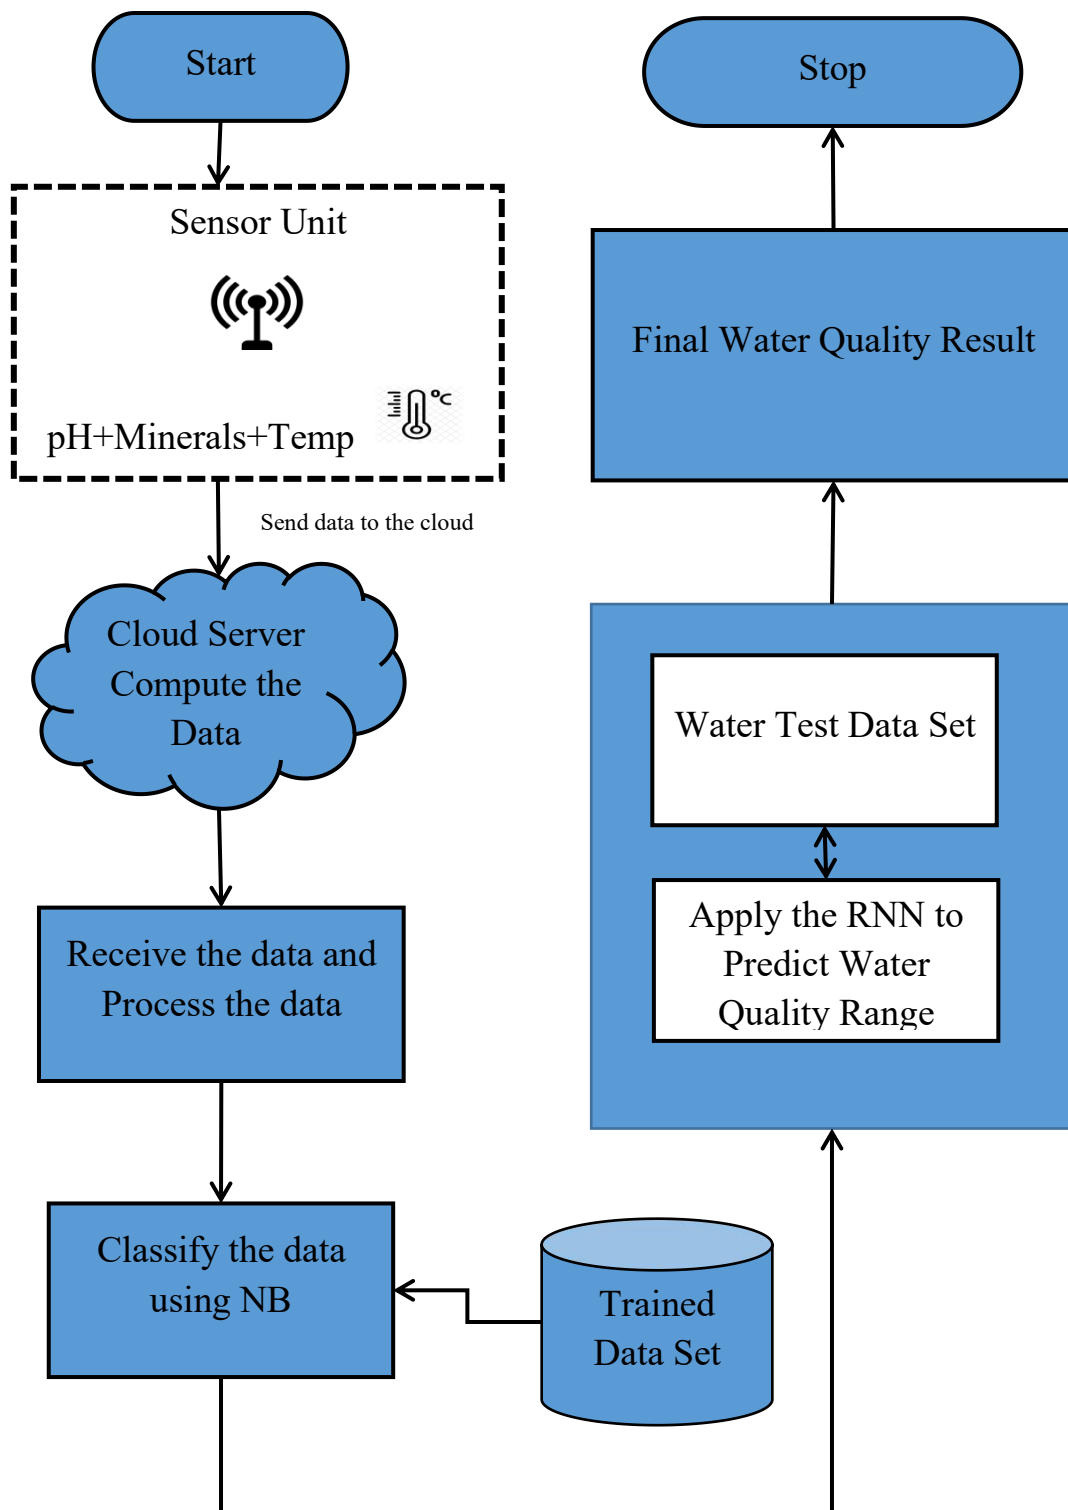 Start
Sensor Unit
°C
pH+Minerals+Temp
Send data to the cloud
Cloud Server
Compute the
Data
Receive the data and
Process the data
Classify the data
using NB
Trained
Data Set
Stop
Final Water Quality Result
Water Test Data Set
Apply the RNN to
Predict Water
Quality Range